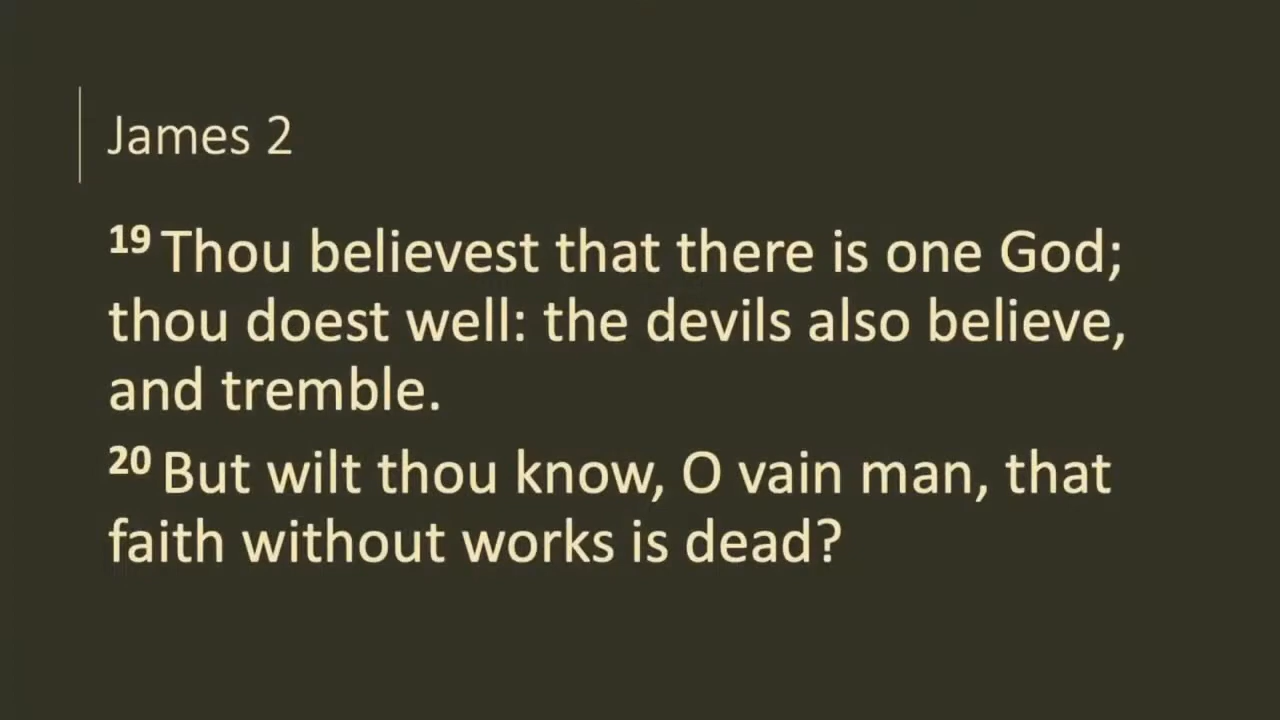 James 2
19 Thou believest that there is one God;
thou doest well: the devils also believe,
and tremble.
20 But wilt thou know, O vain man, that
faith without works is dead?